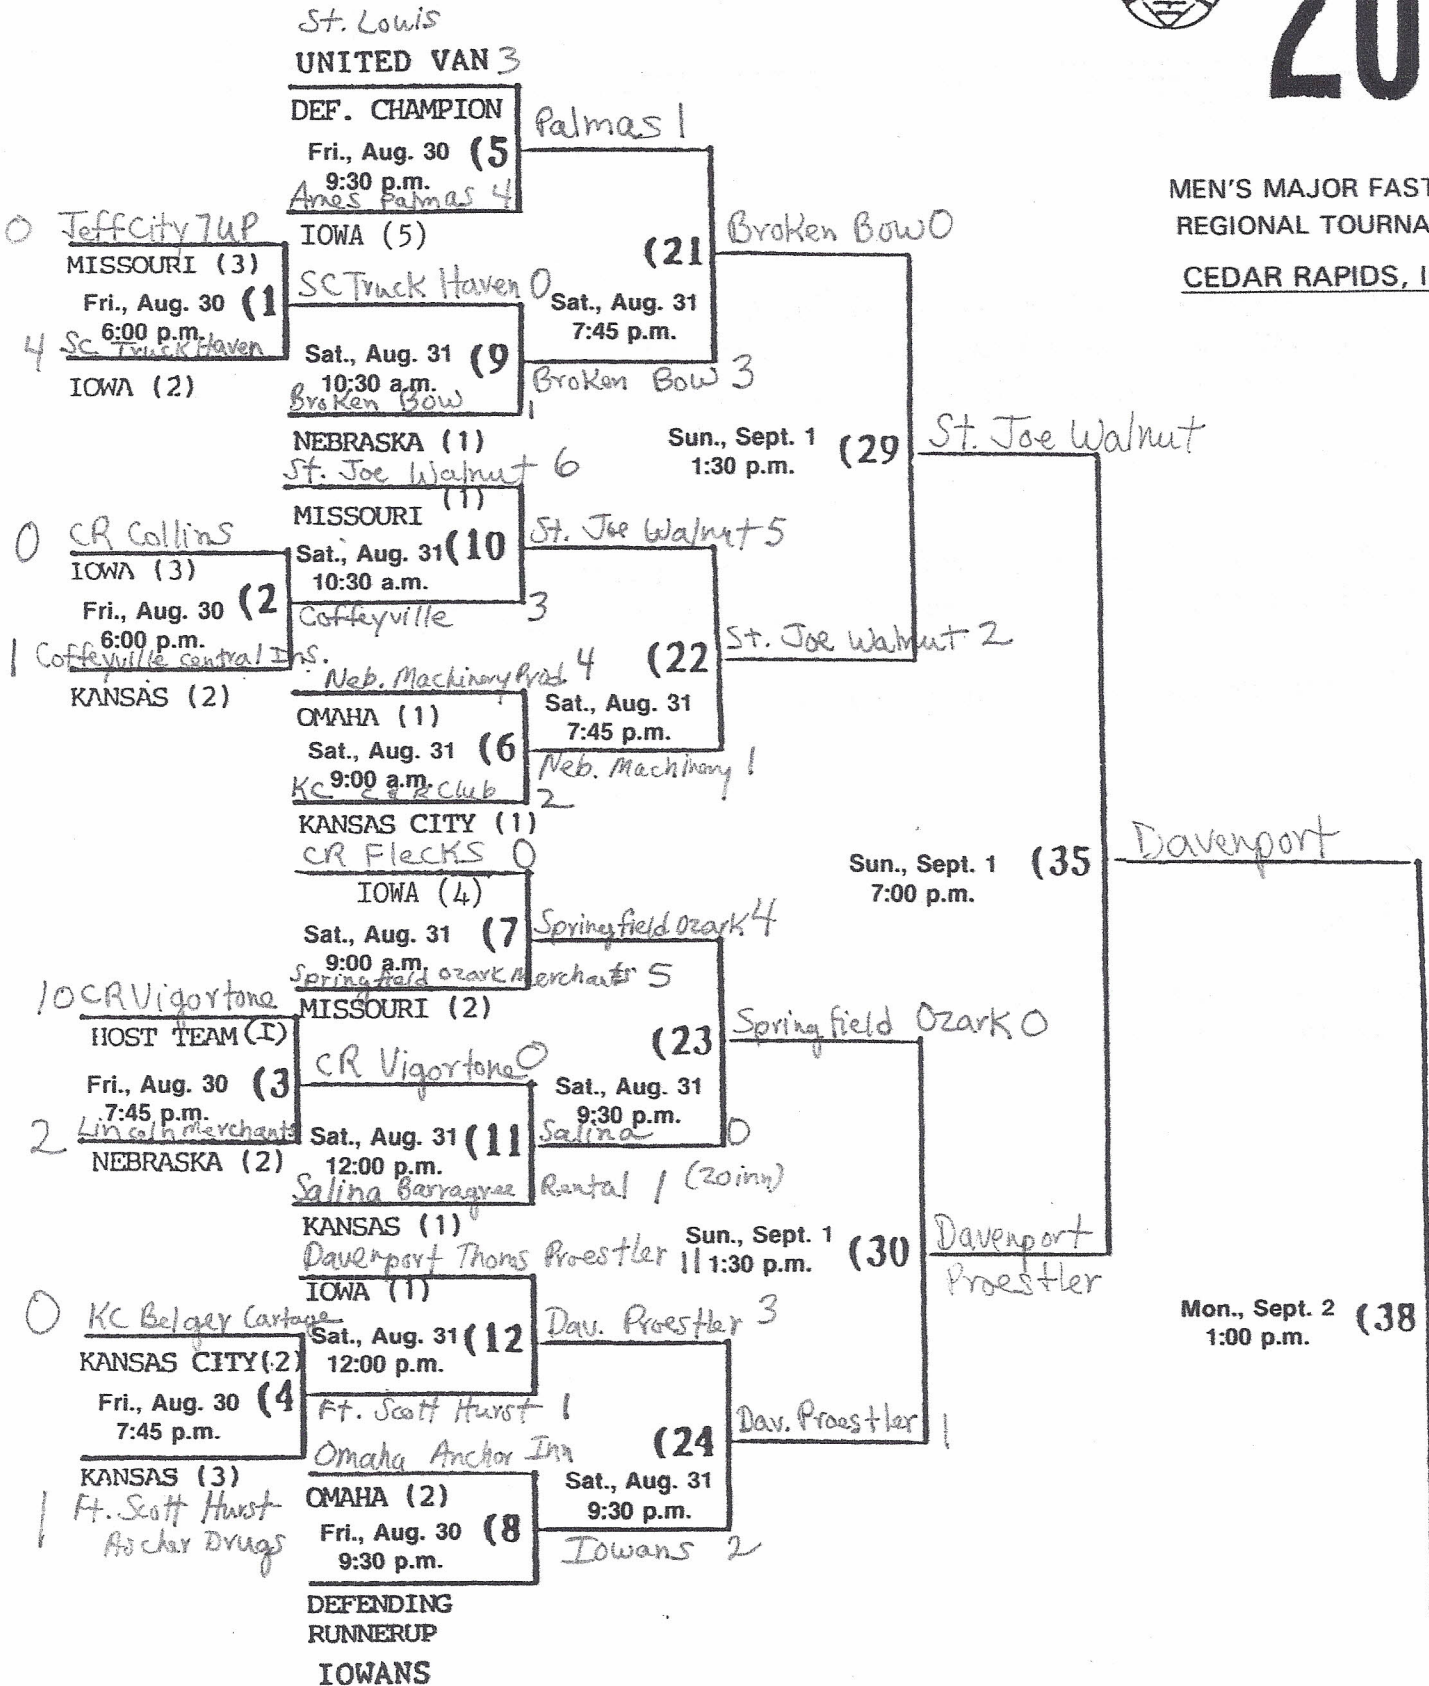 St. Louis
UNITED VAN 3
DEF. CHAMPION
Fri., Aug. 30 (5
9:30 p.m.
Ames Palmas 4
IOWA (5)
Palmas 1
20
MEN'S MAJOR FAST
REGIONAL TOURNA
CEDAR RAPIDS, I
0 Jeff City 7up
MISSOURI (3)
Fri., Aug. 30 (1
6:00 p.m.
4 SC Truck Haven
IOWA (2)
SC Truck Haven 0
Sat., Aug. 31 (9
10:30 a.m.
Broken Bow 1
NEBRASKA (1)
(21
Sat., Aug. 31
7:45 p.m.
Broken Bow 3
Broken Bow 0
St. Joe Walnut 6
MISSOURI (1)
Sat., Aug. 31 (10
10:30 a.m.
Coffeyville 3
0 CR Collins
IOWA (3)
Fri., Aug. 30 (2
6:00 p.m.
1 Coffeyville Central Ins.
KANSAS (2)
St. Joe Walnut 5
Sun., Sept. 1 (29
1:30 p.m.
St. Joe Walnut
Neb. Machinery Prod. 4
OMAHA (1)
Sat., Aug. 31 (6
9:00 a.m.
KC Club 2
KANSAS CITY (1)
(22
Sat., Aug. 31
7:45 p.m.
Neb. Machinery 1
St. Joe Walnut 2
CR Flecks 0
IOWA (4)
Sat., Aug. 31 (7
9:00 a.m.
Springfield Ozark Merchants 5
MISSOURI (2)
Springfield Ozark 4
Sun., Sept. 1 (35
7:00 p.m.
Davenport
10 CR Vigortone
HOST TEAM (I)
Fri., Aug. 30 (3
7:45 p.m.
2 Lincoln Merchants
NEBRASKA (2)
CR Vigortone 0
Sat., Aug. 31 (11
12:00 p.m.
Salina Barragree Rental 1 (20 inn)
KANSAS (1)
(23
Sat., Aug. 31
9:30 p.m.
Salina 0
Springfield Ozark 0
Davenport Thoms Proestler 11
IOWA (1)
Sat., Aug. 31 (12
12:00 p.m.
Ft. Scott Hurst 1
Sun., Sept. 1 (30
1:30 p.m.
Davenport
Proestler
0 KC Belger Cartage
KANSAS CITY (2)
Fri., Aug. 30 (4
7:45 p.m.
KANSAS (3)
1 Ft. Scott Hurst
Drugs
Dav. Proestler 3
Omaha Anchor Inn
OMAHA (2)
Fri., Aug. 30 (8
9:30 p.m.
DEFENDING
RUNNERUP
IOWANS
(24
Sat., Aug. 31
9:30 p.m.
Iowans 2
Dav. Proestler 1
Mon., Sept. 2 (38
1:00 p.m.